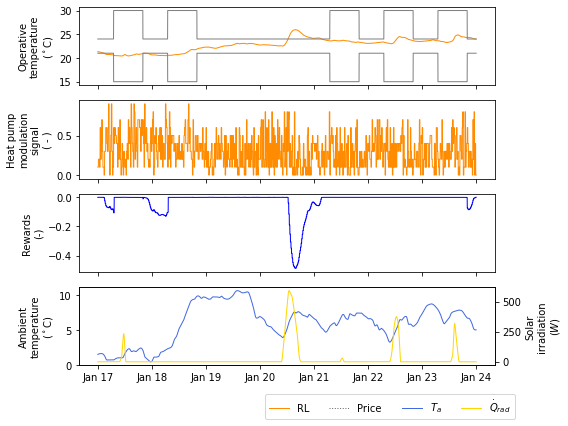 30
25
20
15
Operative
temperature
(°C)
0.5
0.0
Heat pump
modulation
signal
( - )
0.0
−0.2
−0.4
Rewards
(-)
10
5
0
Ambient
temperature
(°C)
500
250
0
Solar
irradiation
(W)
Jan 17 Jan 18 Jan 19 Jan 20 Jan 21 Jan 22 Jan 23 Jan 24
RL Price Tₐ Q̇rad